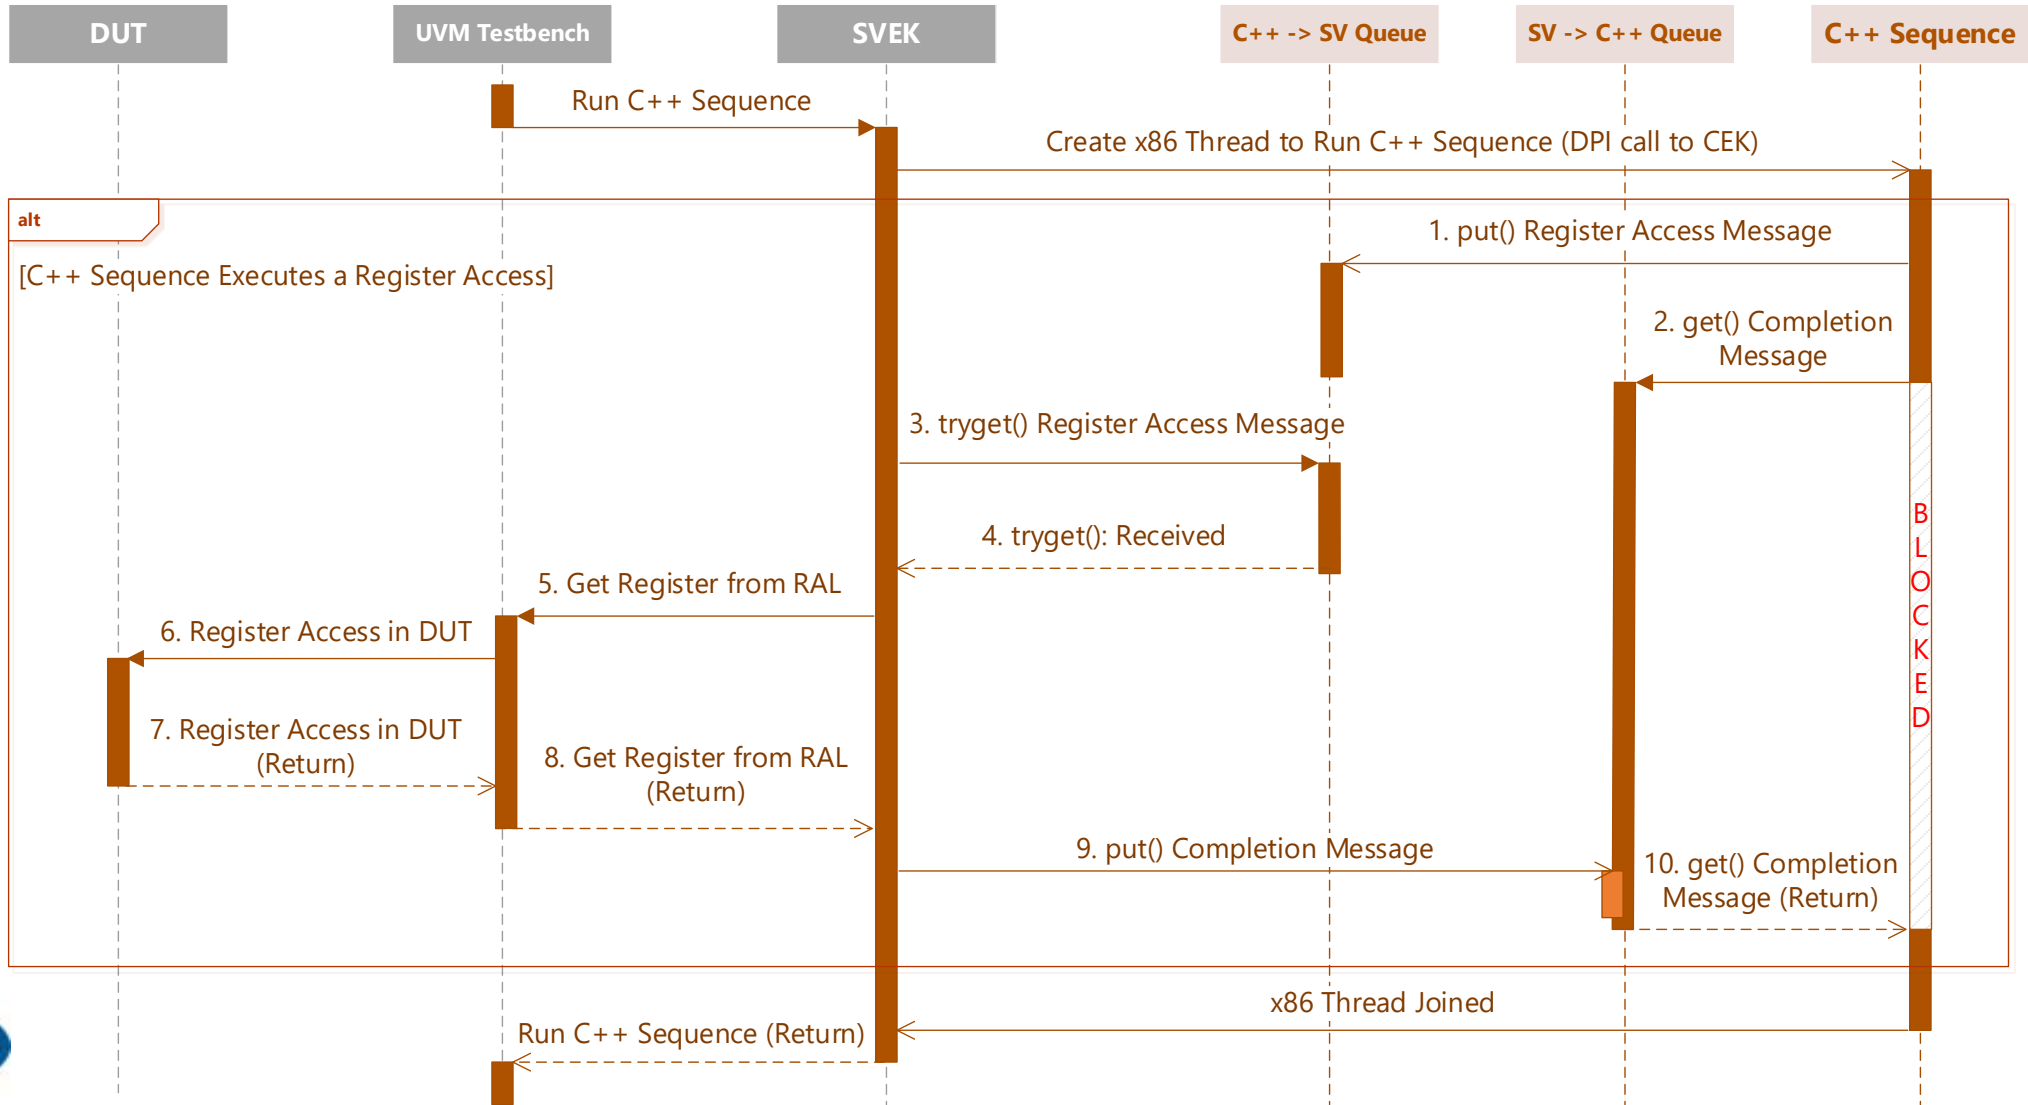 DUT
UVM Testbench
SVEK
C++ -> SV Queue
SV -> C++ Queue
C++ Sequence
Run C++ Sequence
Create x86 Thread to Run C++ Sequence (DPI call to CEK)
alt
[C++ Sequence Executes a Register Access]
1. put() Register Access Message
2. get() Completion
Message
3. tryget() Register Access Message
4. tryget(): Received
5. Get Register from RAL
6. Register Access in DUT
7. Register Access in DUT
(Return)
8. Get Register from RAL
(Return)
B
L
O
C
K
E
D
9. put() Completion Message
10. get() Completion
Message (Return)
x86 Thread Joined
Run C++ Sequence (Return)